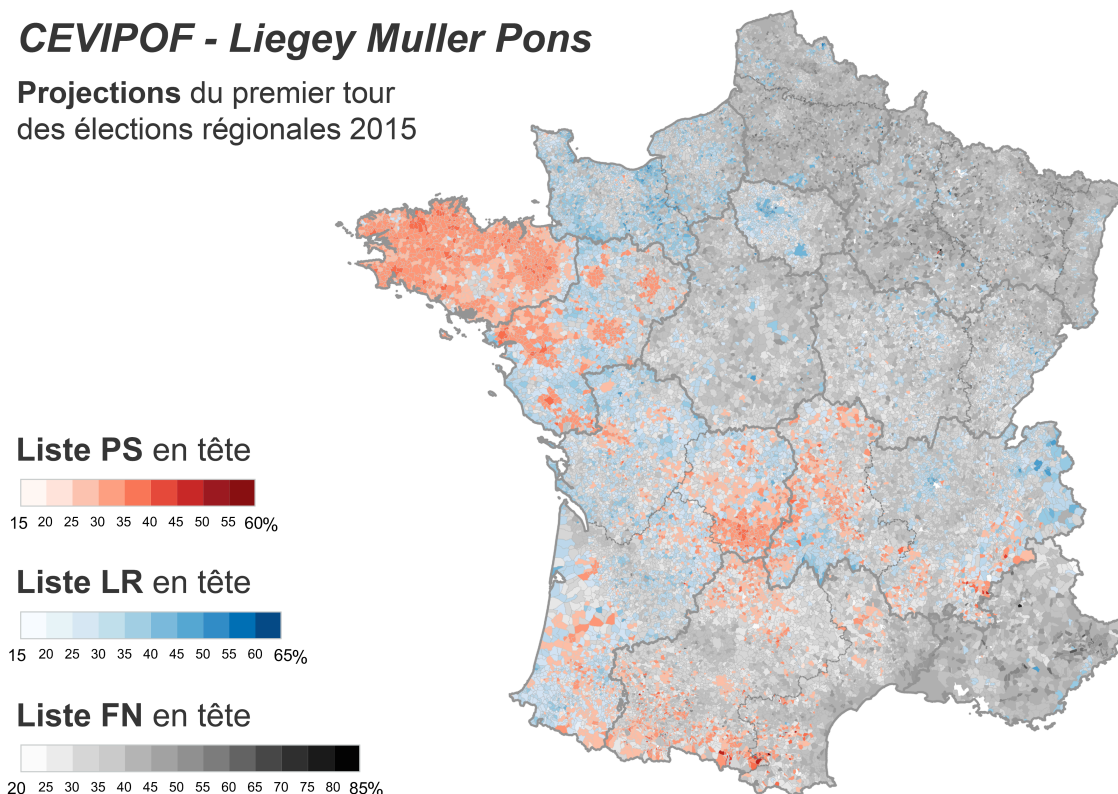 CEVIPOF - Liegey Muller Pons
Projections du premier tour
des élections régionales 2015
Liste PS en tête
15 20 25 30 35 40 45 50 55 60%
Liste LR en tête
15 20 25 30 35 40 45 50 55 60 65%
Liste FN en tête
20 25 30 35 40 45 50 55 60 65 70 75 80 85%